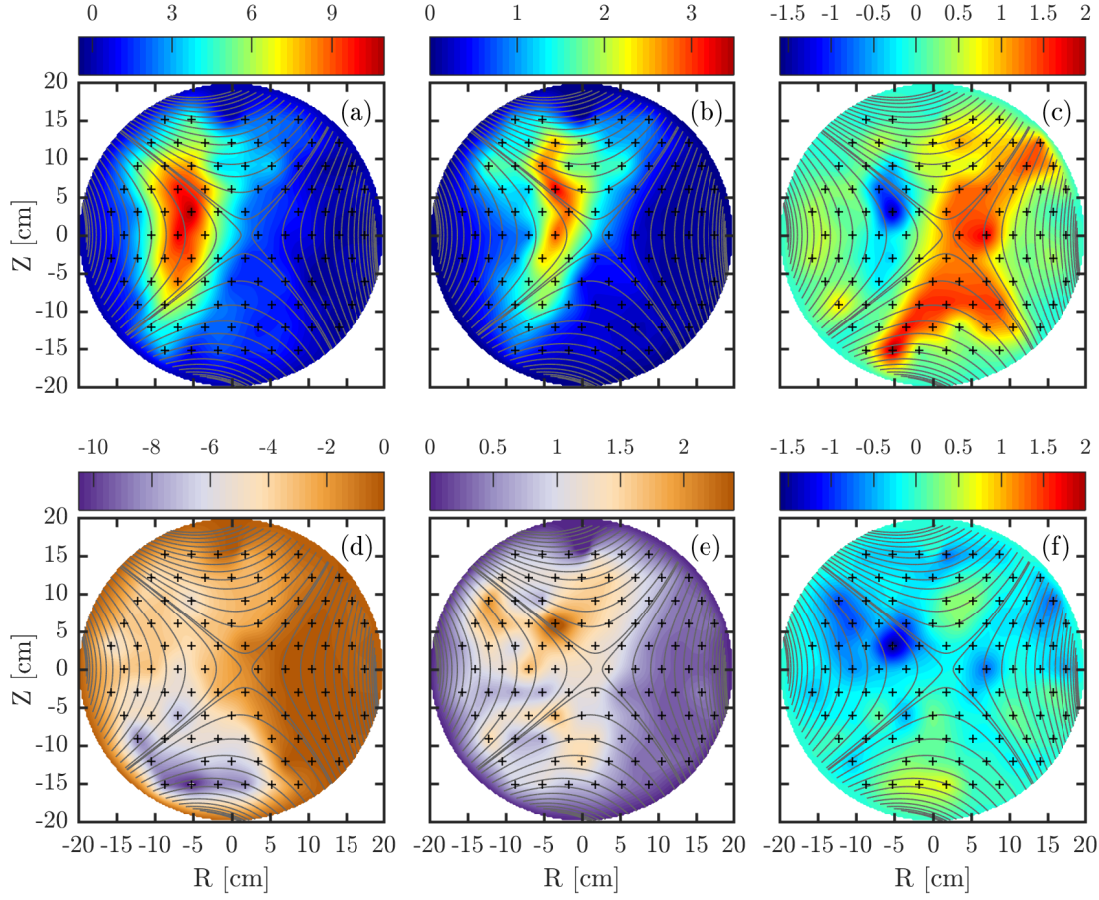 0 3 6 9
0 1 2 3
-1.5 -1 -0.5 0 0.5 1 1.5 2
20
15
10
5
0
-5
-10
-15
-20
Z [cm]
(a)
(b)
(c)
-10 -8 -6 -4 -2 0
0 0.5 1 1.5 2
-1.5 -1 -0.5 0 0.5 1 1.5 2
20
15
10
5
0
-5
-10
-15
-20
Z [cm]
(d)
(e)
(f)
-20 -15 -10 -5 0 5 10 15 20
-15 -10 -5 0 5 10 15 20
-15 -10 -5 0 5 10 15 20
R [cm]
R [cm]
R [cm]